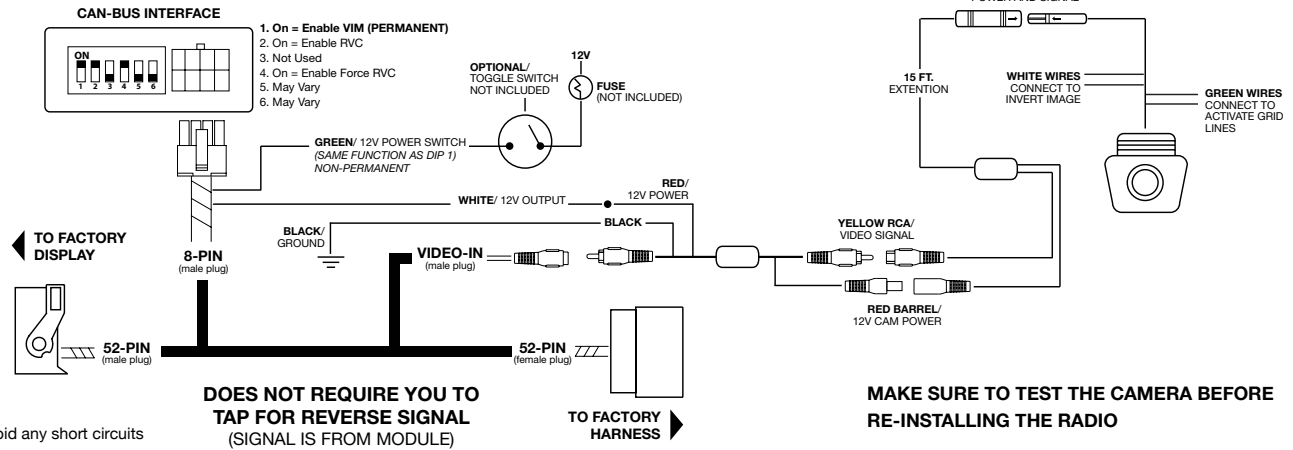 CAN-BUS INTERFACE
ON
1 2 3 4 5 6
1. On = Enable VIM (PERMANENT)
2. On = Enable RVC
3. Not Used
4. On = Enable Force RVC
5. May Vary
6. May Vary
OPTIONAL/
TOGGLE SWITCH
NOT INCLUDED
12V
FUSE
(NOT INCLUDED)
GREEN/ 12V POWER SWITCH
(SAME FUNCTION AS DIP 1)
NON-PERMANENT
POWER AND SIGNAL
15 FT.
EXTENTION
WHITE WIRES
CONNECT TO
INVERT IMAGE
GREEN WIRES
CONNECT TO
ACTIVATE GRID
LINES
WHITE/ 12V OUTPUT
RED/
12V POWER
BLACK/
GROUND
BLACK
TO FACTORY
DISPLAY
8-PIN
(male plug)
VIDEO-IN
(male plug)
YELLOW RCA/
VIDEO SIGNAL
RED BARREL/
12V CAM POWER
52-PIN
(male plug)
52-PIN
(female plug)
DOES NOT REQUIRE YOU TO
TAP FOR REVERSE SIGNAL
(SIGNAL IS FROM MODULE)
TO FACTORY
HARNESS
MAKE SURE TO TEST THE CAMERA BEFORE
RE-INSTALLING THE RADIO
oid any short circuits